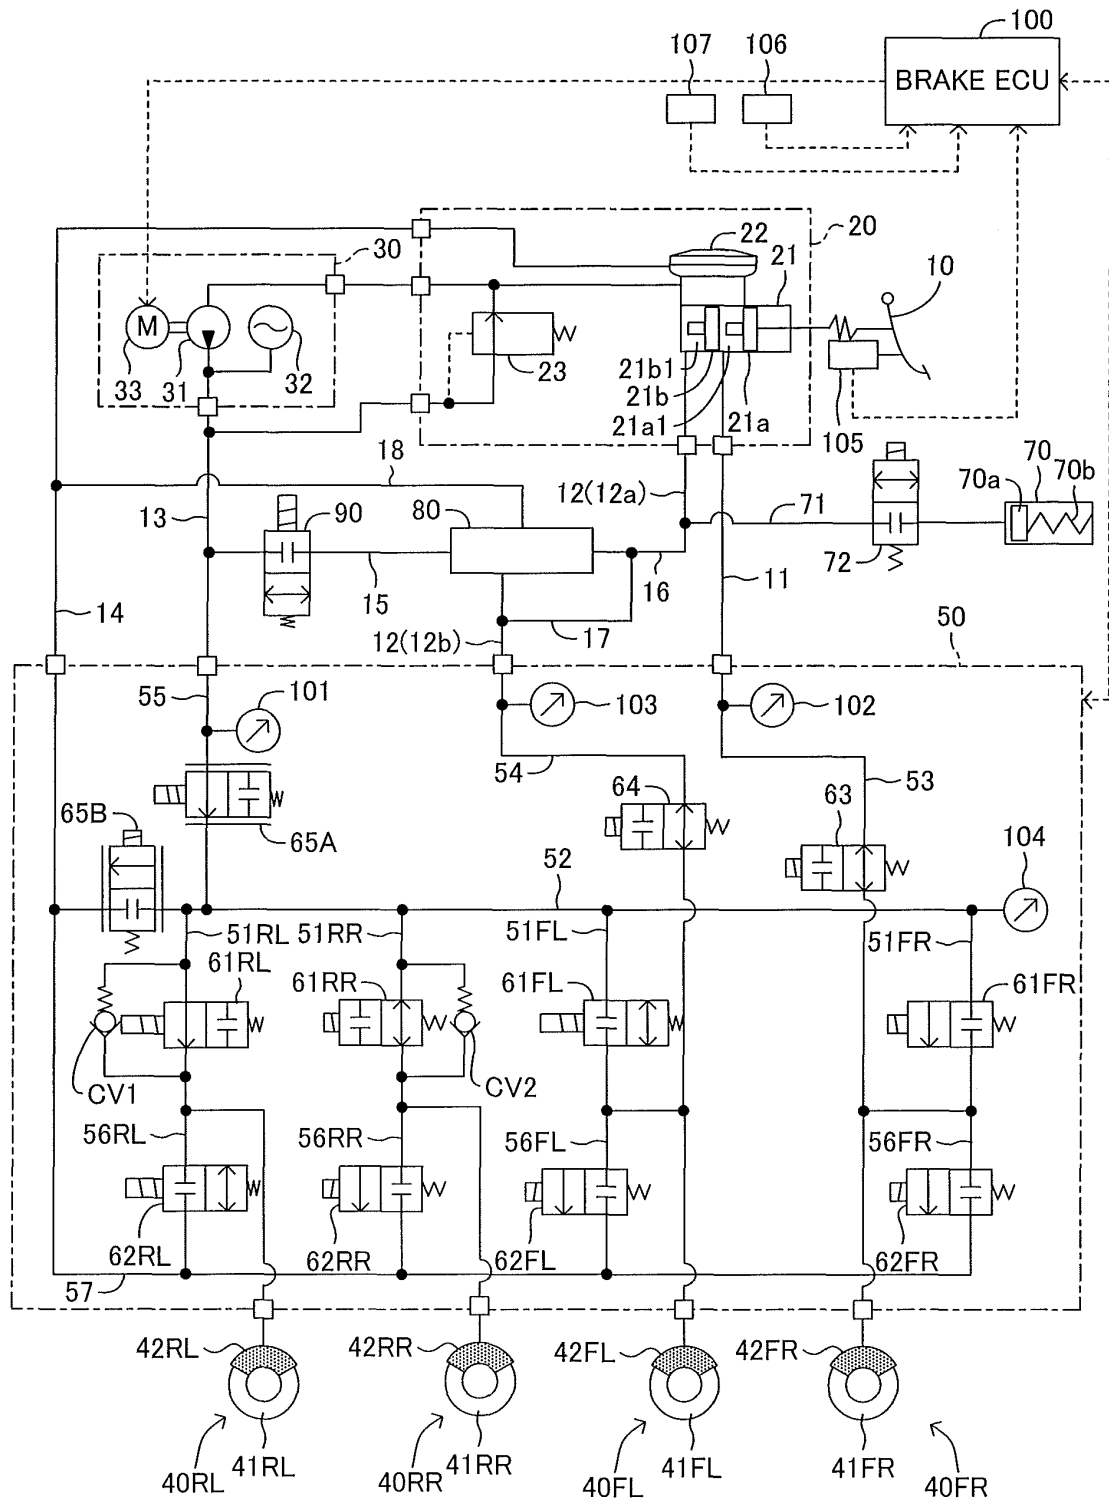 107 106 100
BRAKE ECU
30
20
22
21
10
M
33 31 32
23
21b1
21b
21a1
21a
105
18
12(12a)
70
70a 70b
13
90
80
71
72
15
16
11
14
12(12b)
17
50
55
101
103
102
54
64
63
53
65B
65A
52
104
51RL 51RR 51FL 51FR
61RL 61RR 61FL 61FR
CV1 CV2
56RL 56RR 56FL 56FR
62RL 62RR 62FL 62FR
57
42RL 42RR 42FL 42FR
40RL 41RL 40RR 41RR 40FL 41FL 41FR 40FR